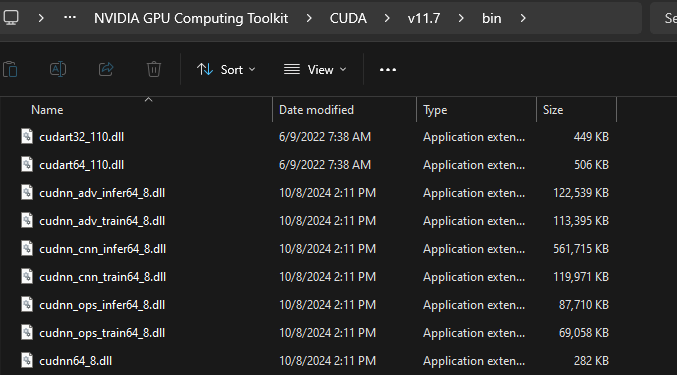 NVIDIA GPU Computing Toolkit > CUDA > v11.7 > bin > Se
Sort View
Name Date modified Type Size
cudart32_110.dll 6/9/2022 7:38 AM Application exten... 449 KB
cudart64_110.dll 6/9/2022 7:38 AM Application exten... 506 KB
cudnn_adv_infer64_8.dll 10/8/2024 2:11 PM Application exten... 122,539 KB
cudnn_adv_train64_8.dll 10/8/2024 2:11 PM Application exten... 113,395 KB
cudnn_cnn_infer64_8.dll 10/8/2024 2:11 PM Application exten... 561,715 KB
cudnn_cnn_train64_8.dll 10/8/2024 2:11 PM Application exten... 119,971 KB
cudnn_ops_infer64_8.dll 10/8/2024 2:11 PM Application exten... 87,710 KB
cudnn_ops_train64_8.dll 10/8/2024 2:11 PM Application exten... 69,058 KB
cudnn64_8.dll 10/8/2024 2:11 PM Application exten... 282 KB